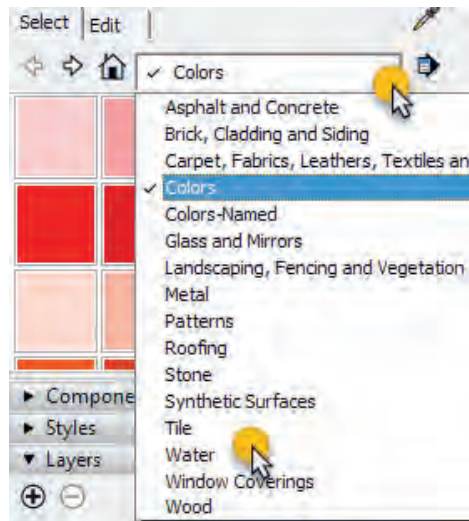 Select Edit
✓ Colors
Asphalt and Concrete
Brick, Cladding and Siding
Carpet, Fabrics, Leathers, Textiles an
✓ Colors
Colors-Named
Glass and Mirrors
Landscaping, Fencing and Vegetation
Metal
Patterns
Roofing
Stone
Synthetic Surfaces
Tile
Water
Window Coverings
Wood
Compone
Styles
Layers